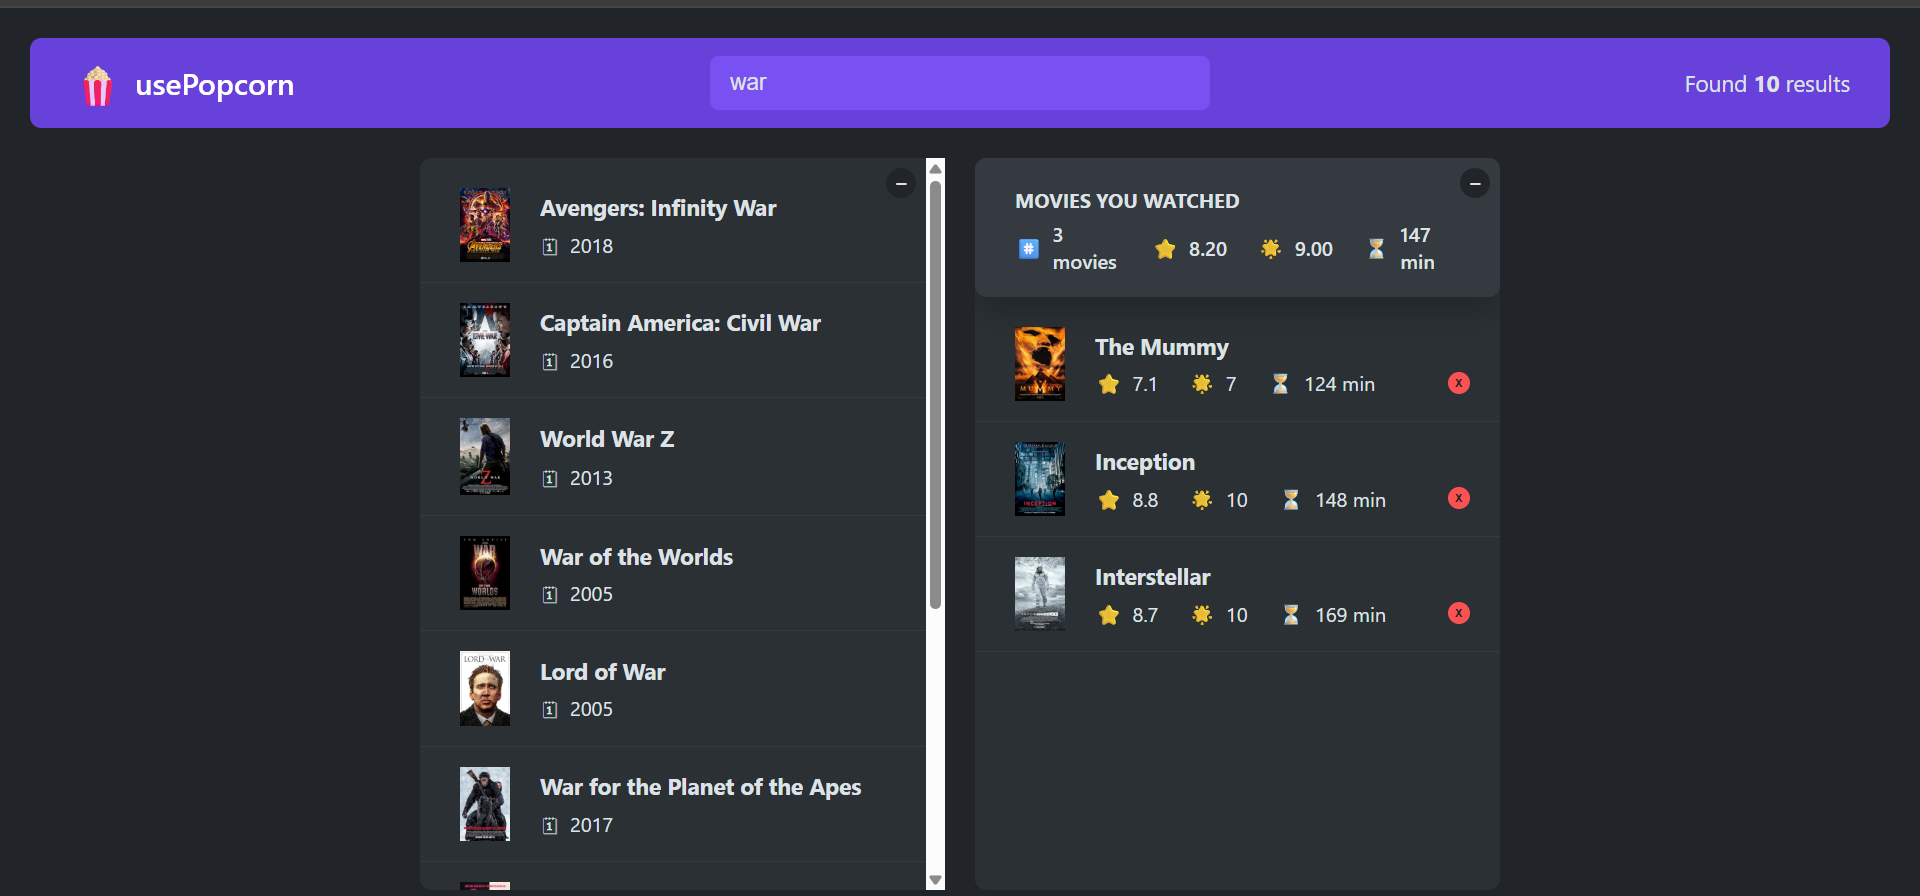 usePopcorn
war
Found 10 results
Avengers: Infinity War
2018
Captain America: Civil War
2016
World War Z
2013
War of the Worlds
2005
Lord of War
2005
War for the Planet of the Apes
2017
MOVIES YOU WATCHED
3 movies 8.20 9.00 147 min
The Mummy
7.1 7 124 min
X
Inception
8.8 10 148 min
X
Interstellar
8.7 10 169 min
X